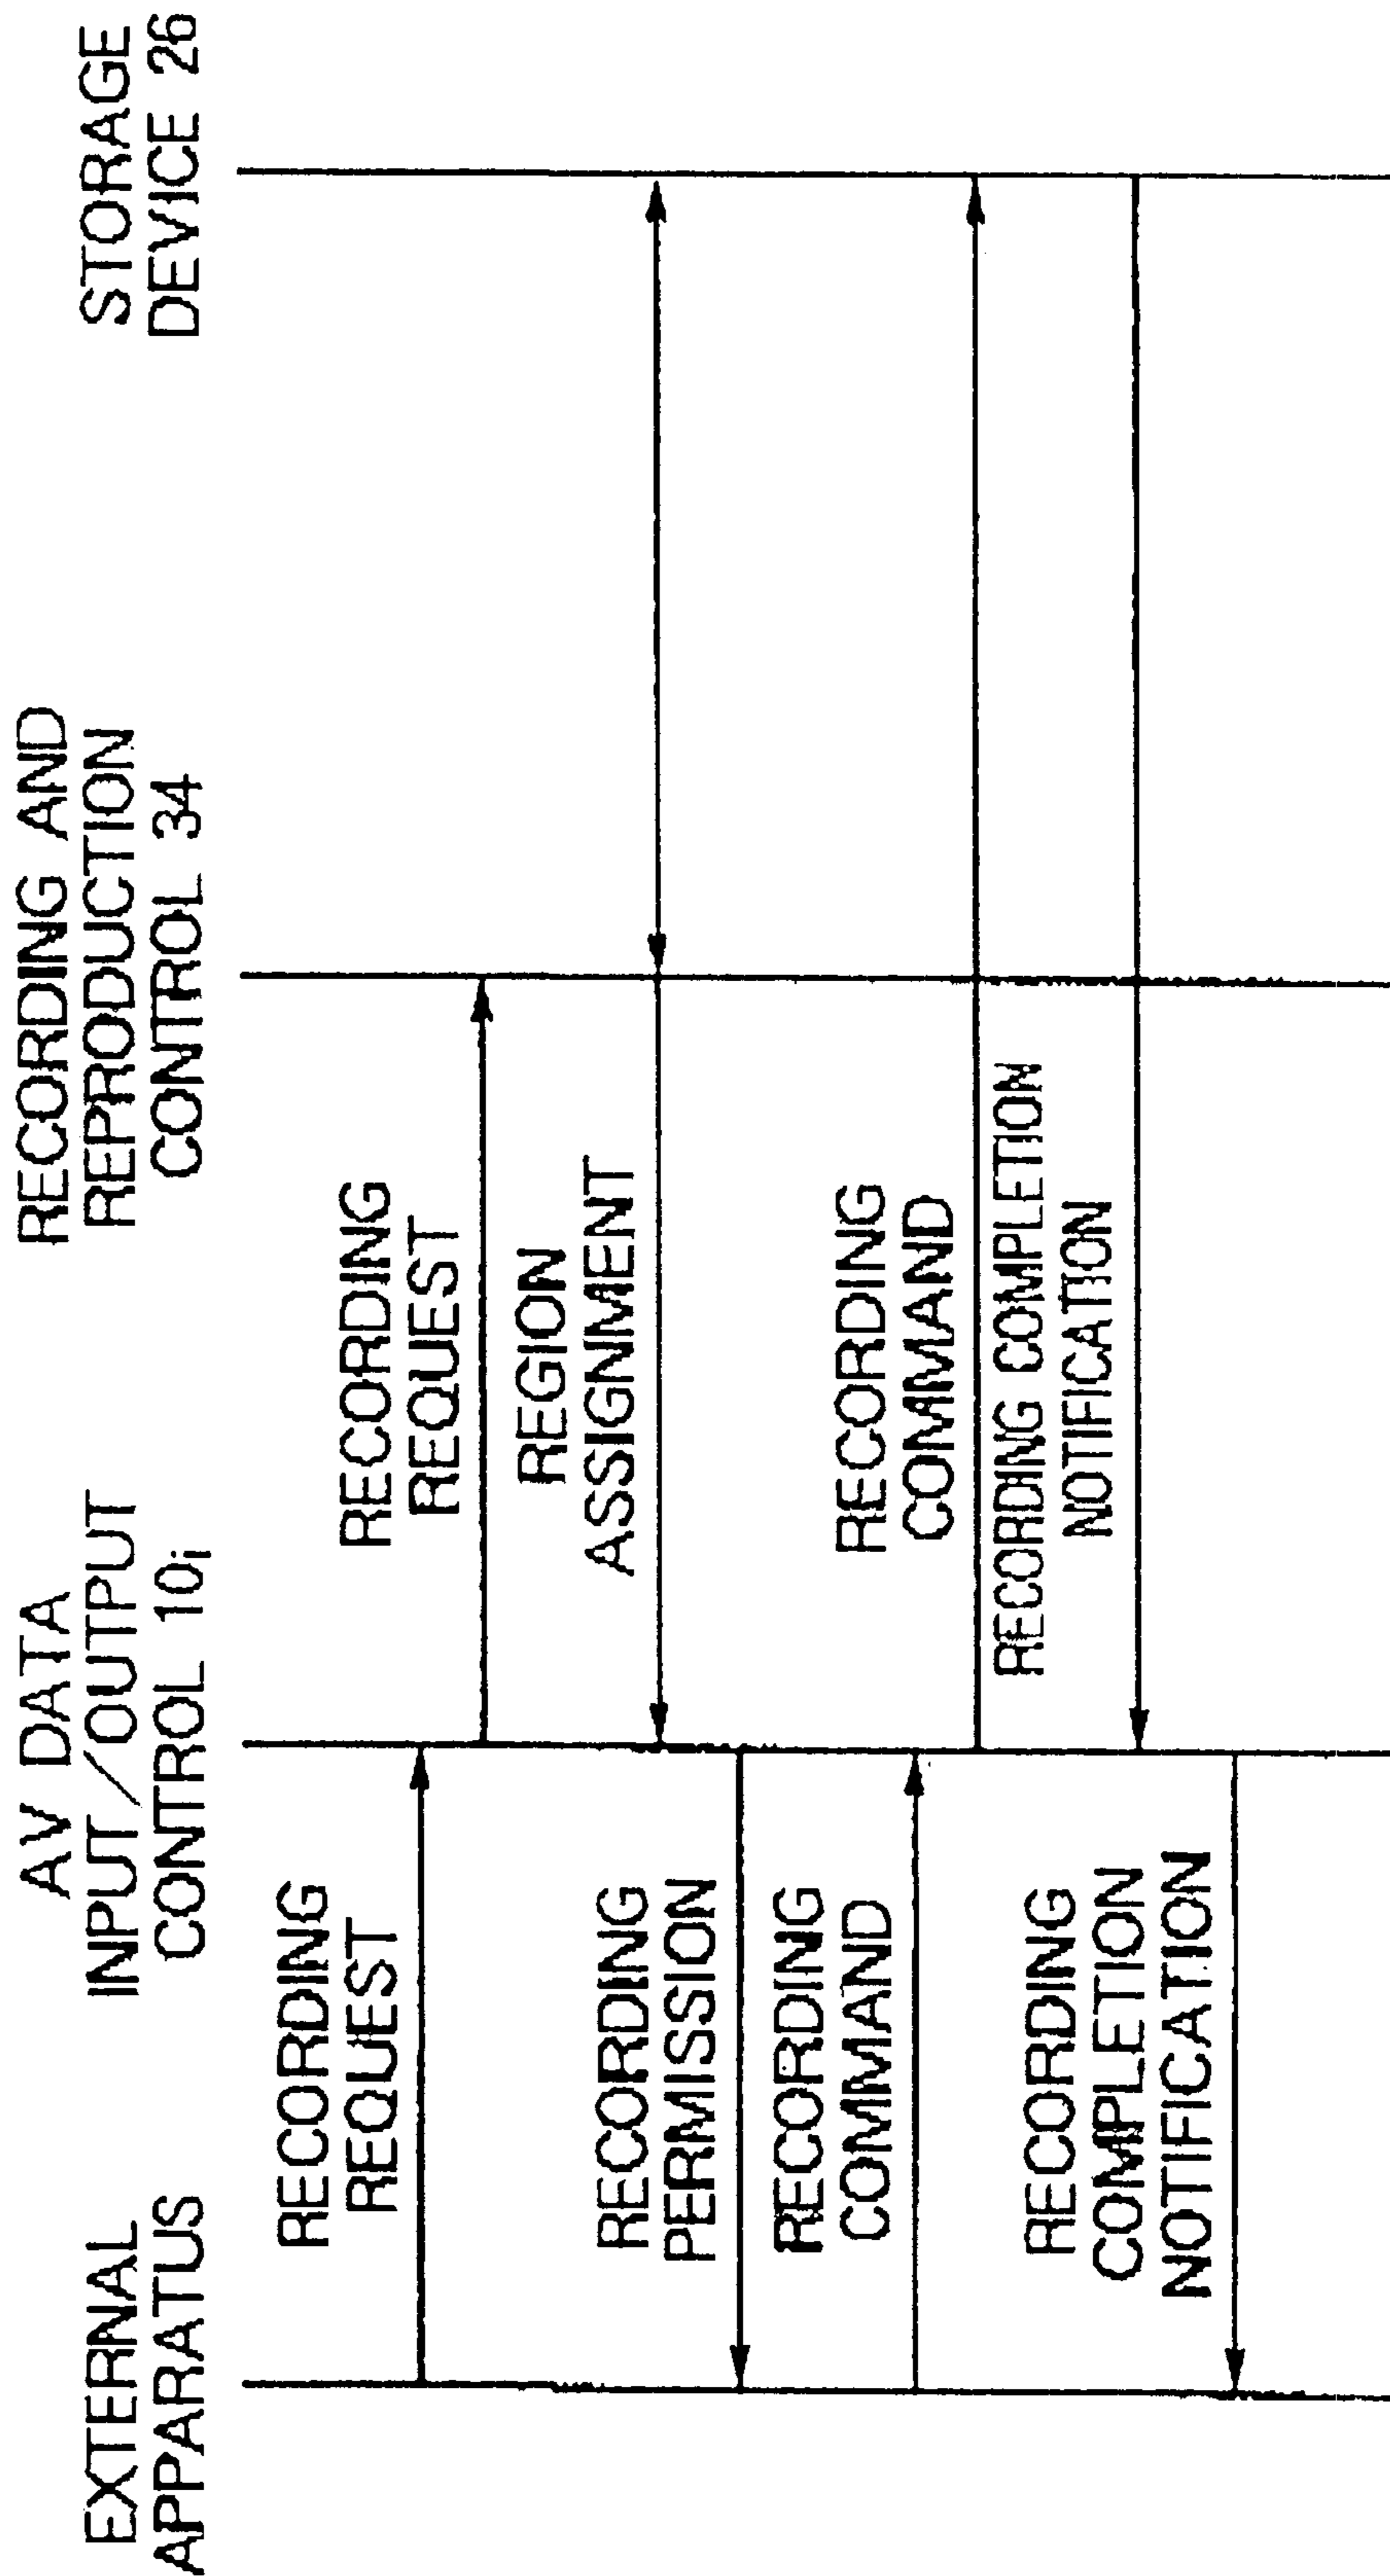 EXTERNAL
APPARATUS
AV DATA
INPUT/OUTPUT
CONTROL 10i
RECORDING AND
REPRODUCTION
CONTROL 34
STORAGE
DEVICE 26
RECORDING
REQUEST
RECORDING
REQUEST
REGION
ASSIGNMENT
RECORDING
PERMISSION
RECORDING
COMMAND
RECORDING
COMMAND
RECORDING COMPLETION
NOTIFICATION
RECORDING
COMPLETION
NOTIFICATION